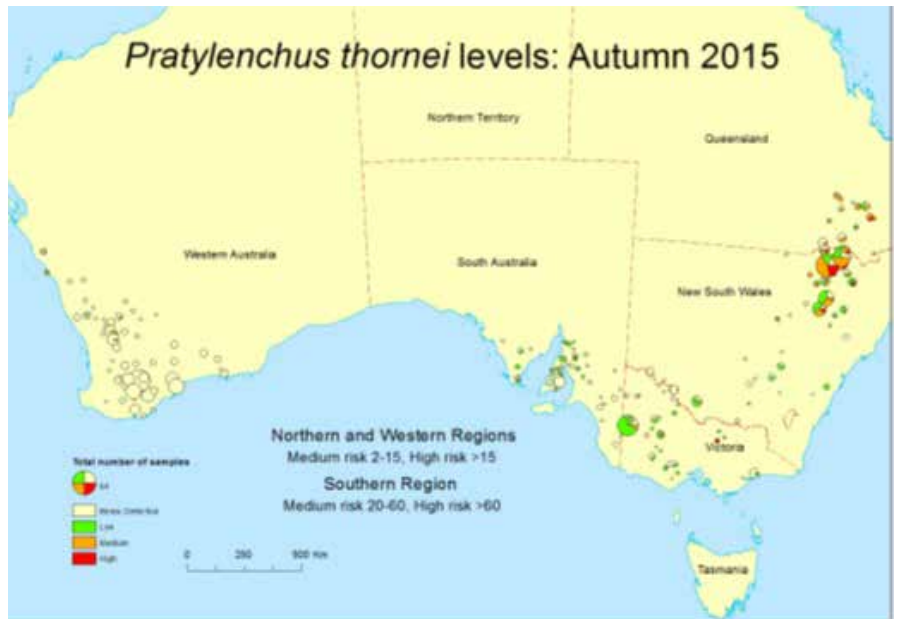 Pratylenchus thornei levels: Autumn 2015
Northern Territory
Queensland
Western Australia
South Australia
New South Wales
Northern and Western Regions
Medium risk 2-15, High risk >15
Southern Region
Medium risk 20-60, High risk >60
Victoria
Total number of samples
Low
Medium
High
0
500 Km
Tasmania